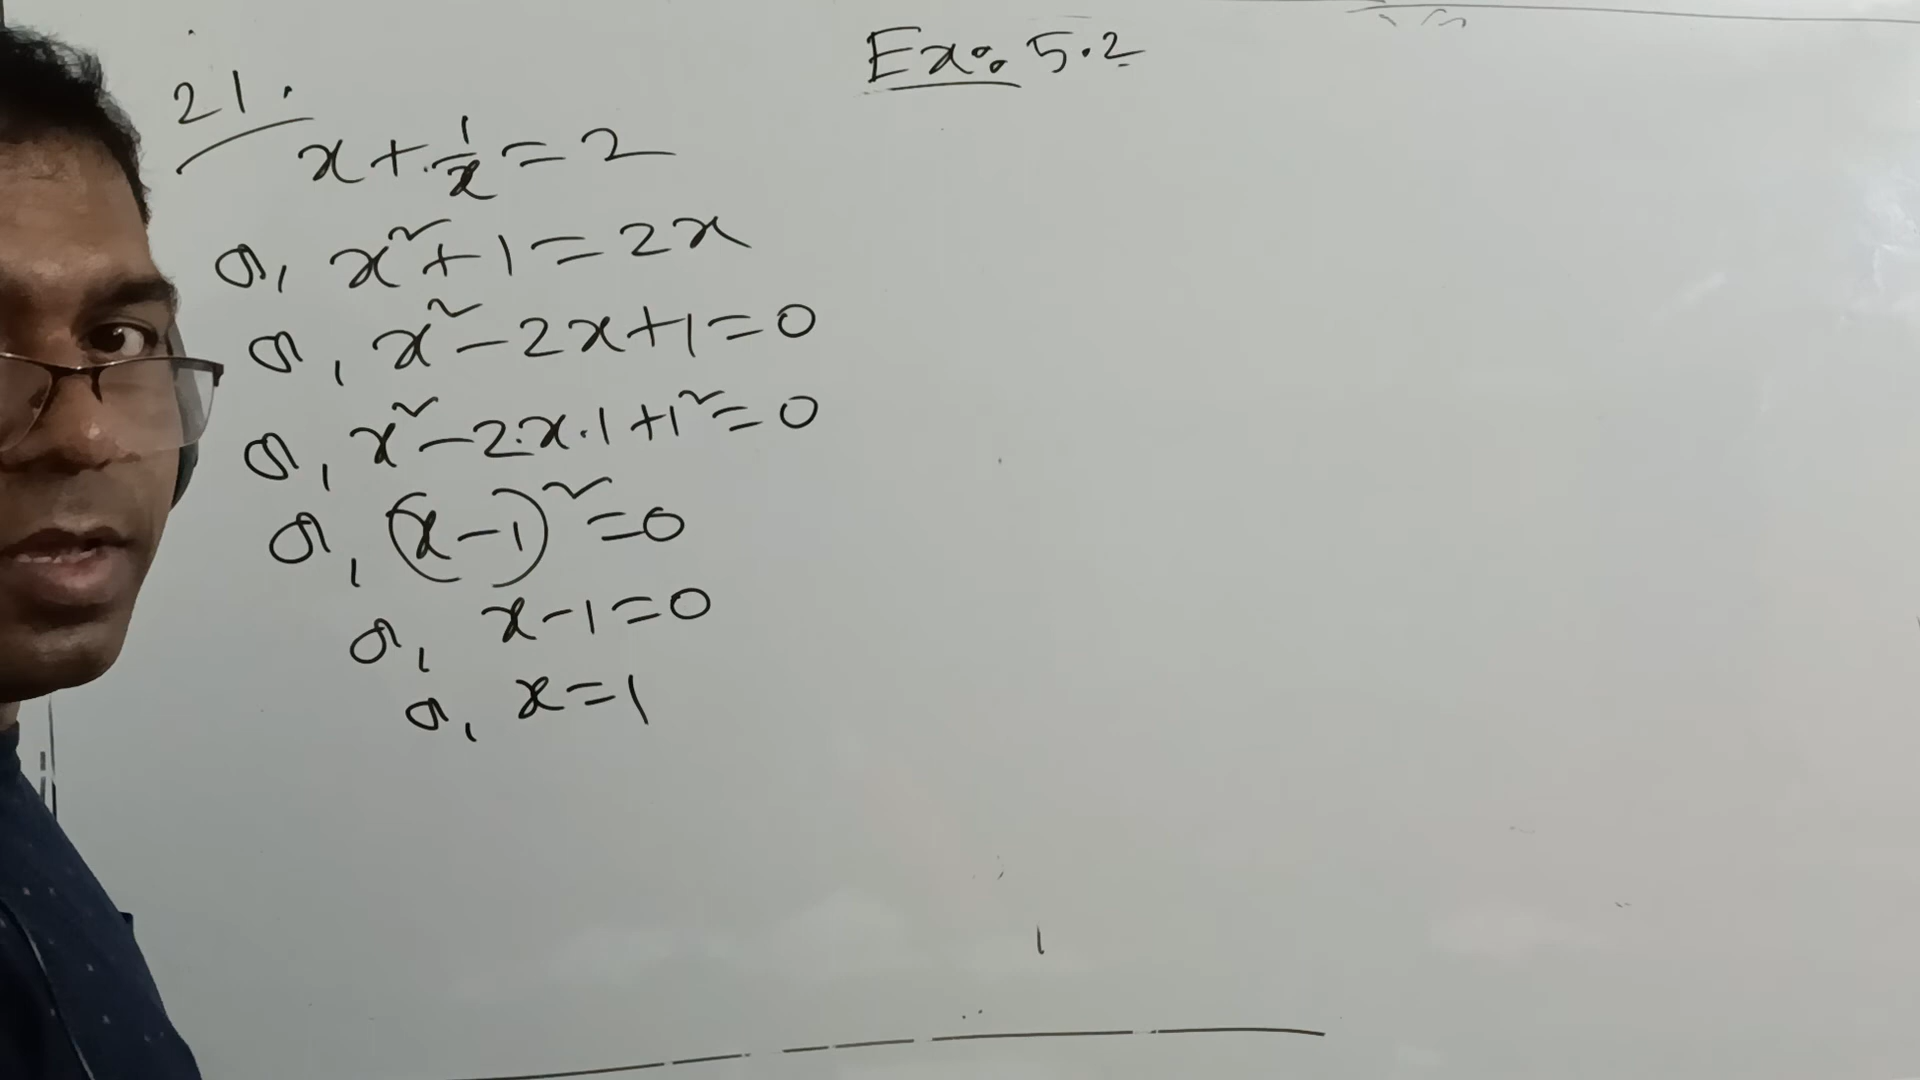 Ex: 5.2
21.
x + 1/x = 2
বা, x² + 1 = 2x
বা, x² - 2x + 1 = 0
বা, x² - 2.x.1 + 1² = 0
বা, (x - 1)² = 0
বা, x - 1 = 0
বা, x = 1